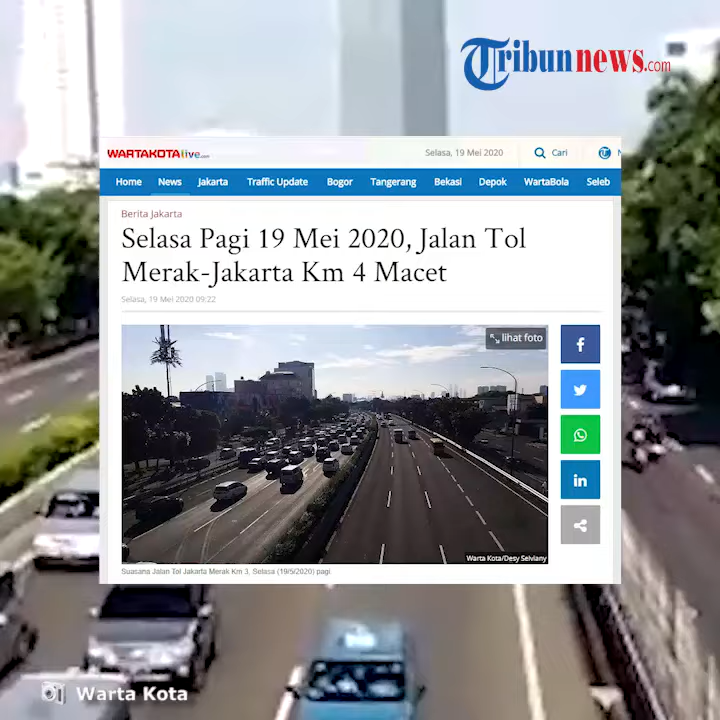 Tribunnews.com
WARTAKOTAlive.com
Selasa, 19 Mei 2020
Cari
Home News Jakarta Traffic Update Bogor Tangerang Bekasi Depok WartaBola Seleb
Berita Jakarta
Selasa Pagi 19 Mei 2020, Jalan Tol
Merak-Jakarta Km 4 Macet
Selasa, 19 Mei 2020 09:22
lihat foto
Warta Kota/Desy Selviany
Suasana Jalan Tol Jakarta Merak Km 3, Selasa (19/5/2020) pagi
Warta Kota